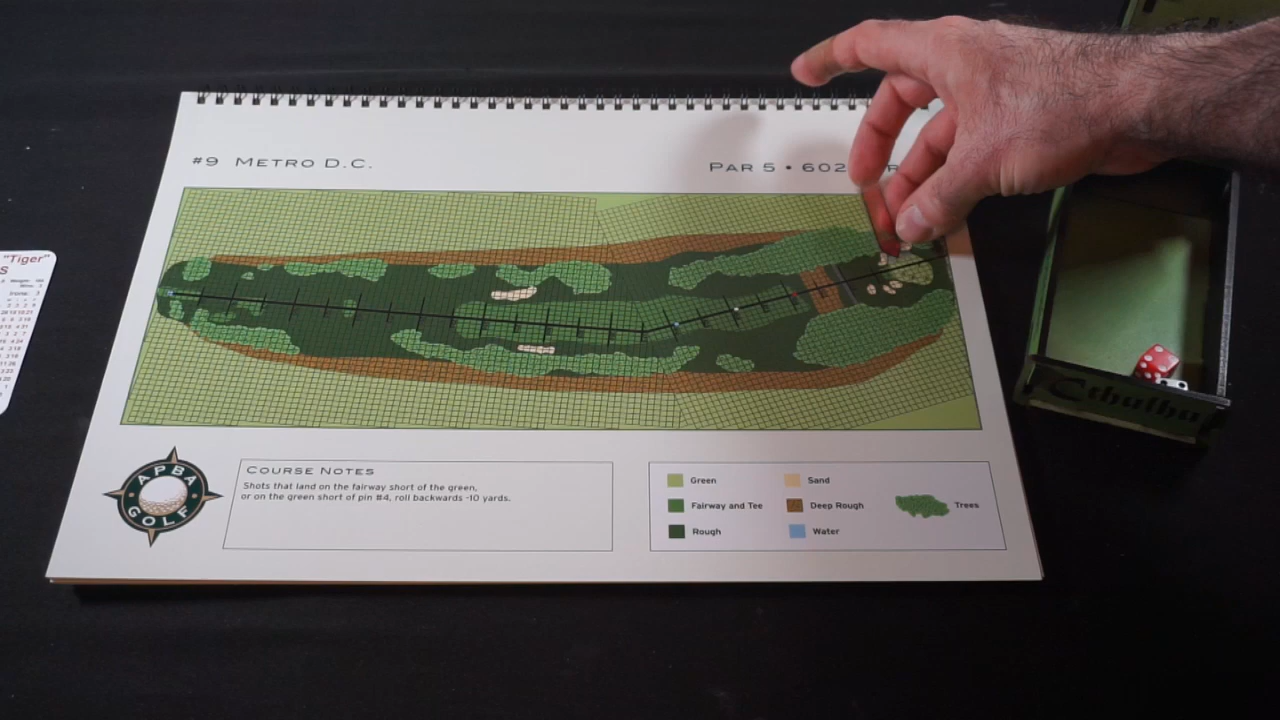 #9 METRO D.C.
PAR 5 • 602
"Tiger"
S
COURSE NOTES
Shots that land on the fairway short of the green,
or on the green short of pin #4, roll backwards -10 yards.
APBA
GOLF
Green
Sand
Fairway and Tee
Deep Rough
Trees
Rough
Water
Cthulhu